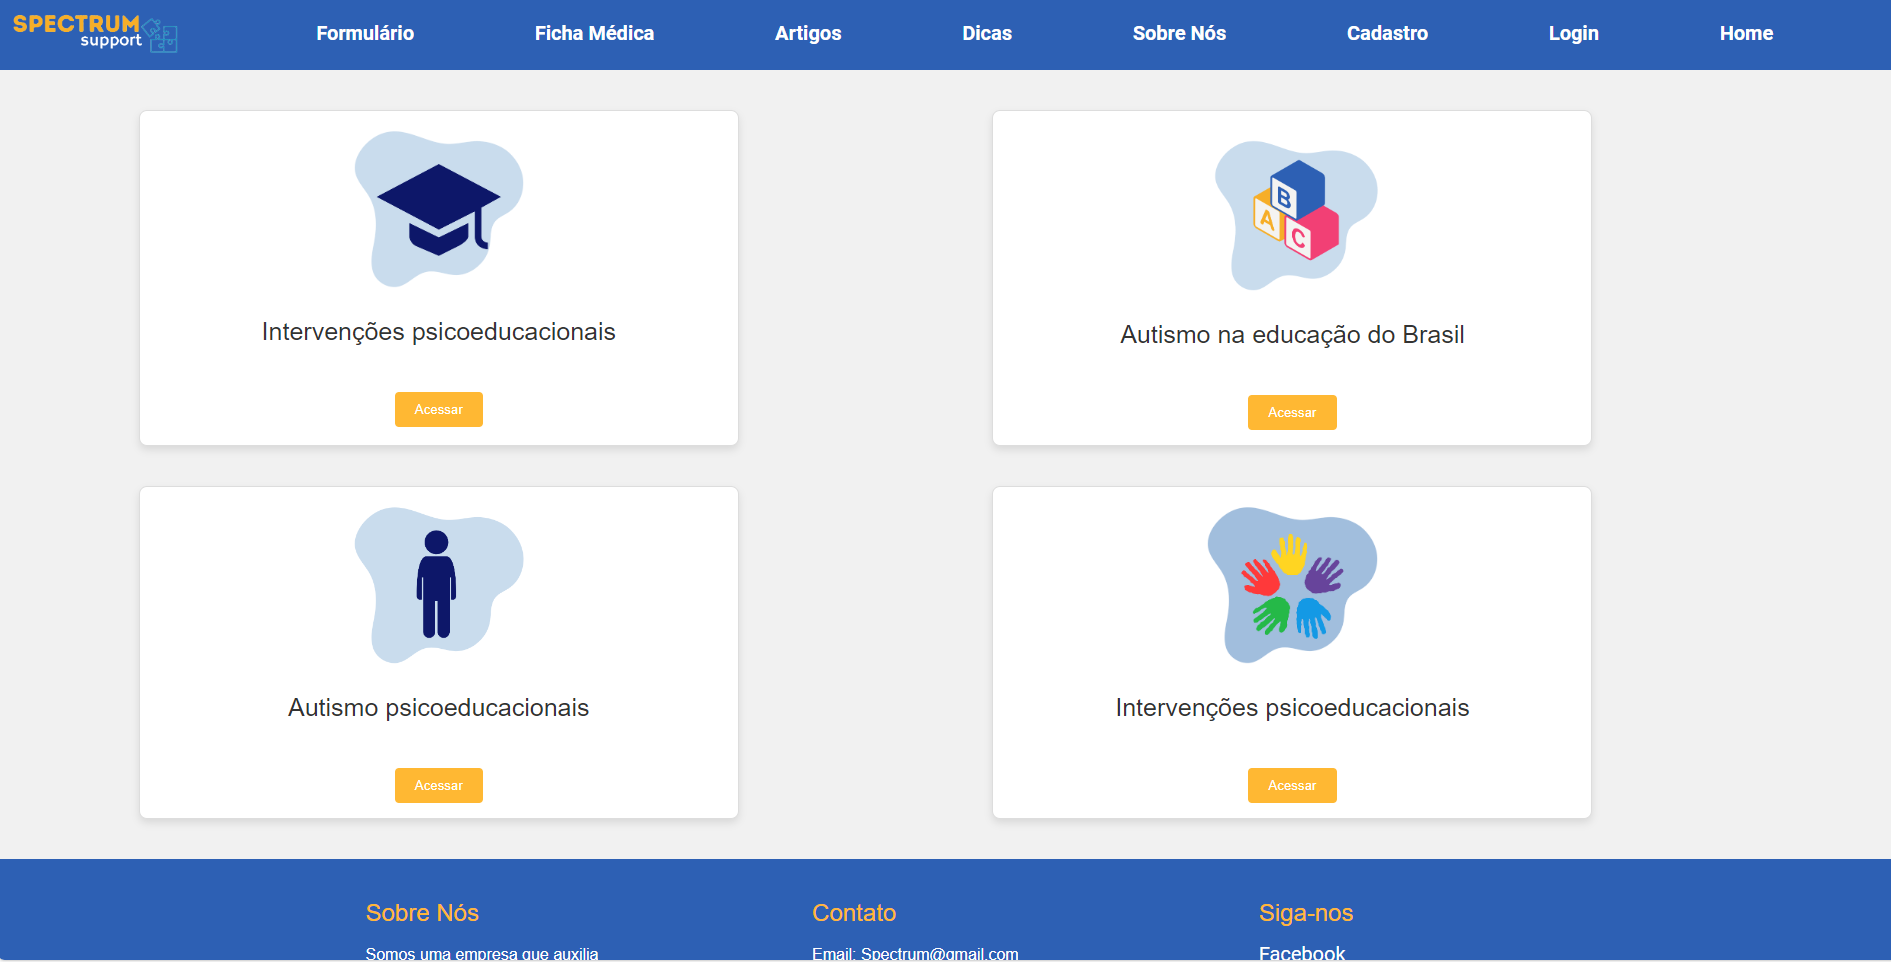 SPECTRUM
support
Formulário Ficha Médica Artigos Dicas Sobre Nós Cadastro Login Home
B
A
C
Intervenções psicoeducacionais
Acessar
Autismo na educação do Brasil
Acessar
Autismo psicoeducacionais
Acessar
Intervenções psicoeducacionais
Acessar
Sobre Nós
Somos uma empresa que auxilia
Contato
Email: Spectrum@gmail.com
Siga-nos
Facebook